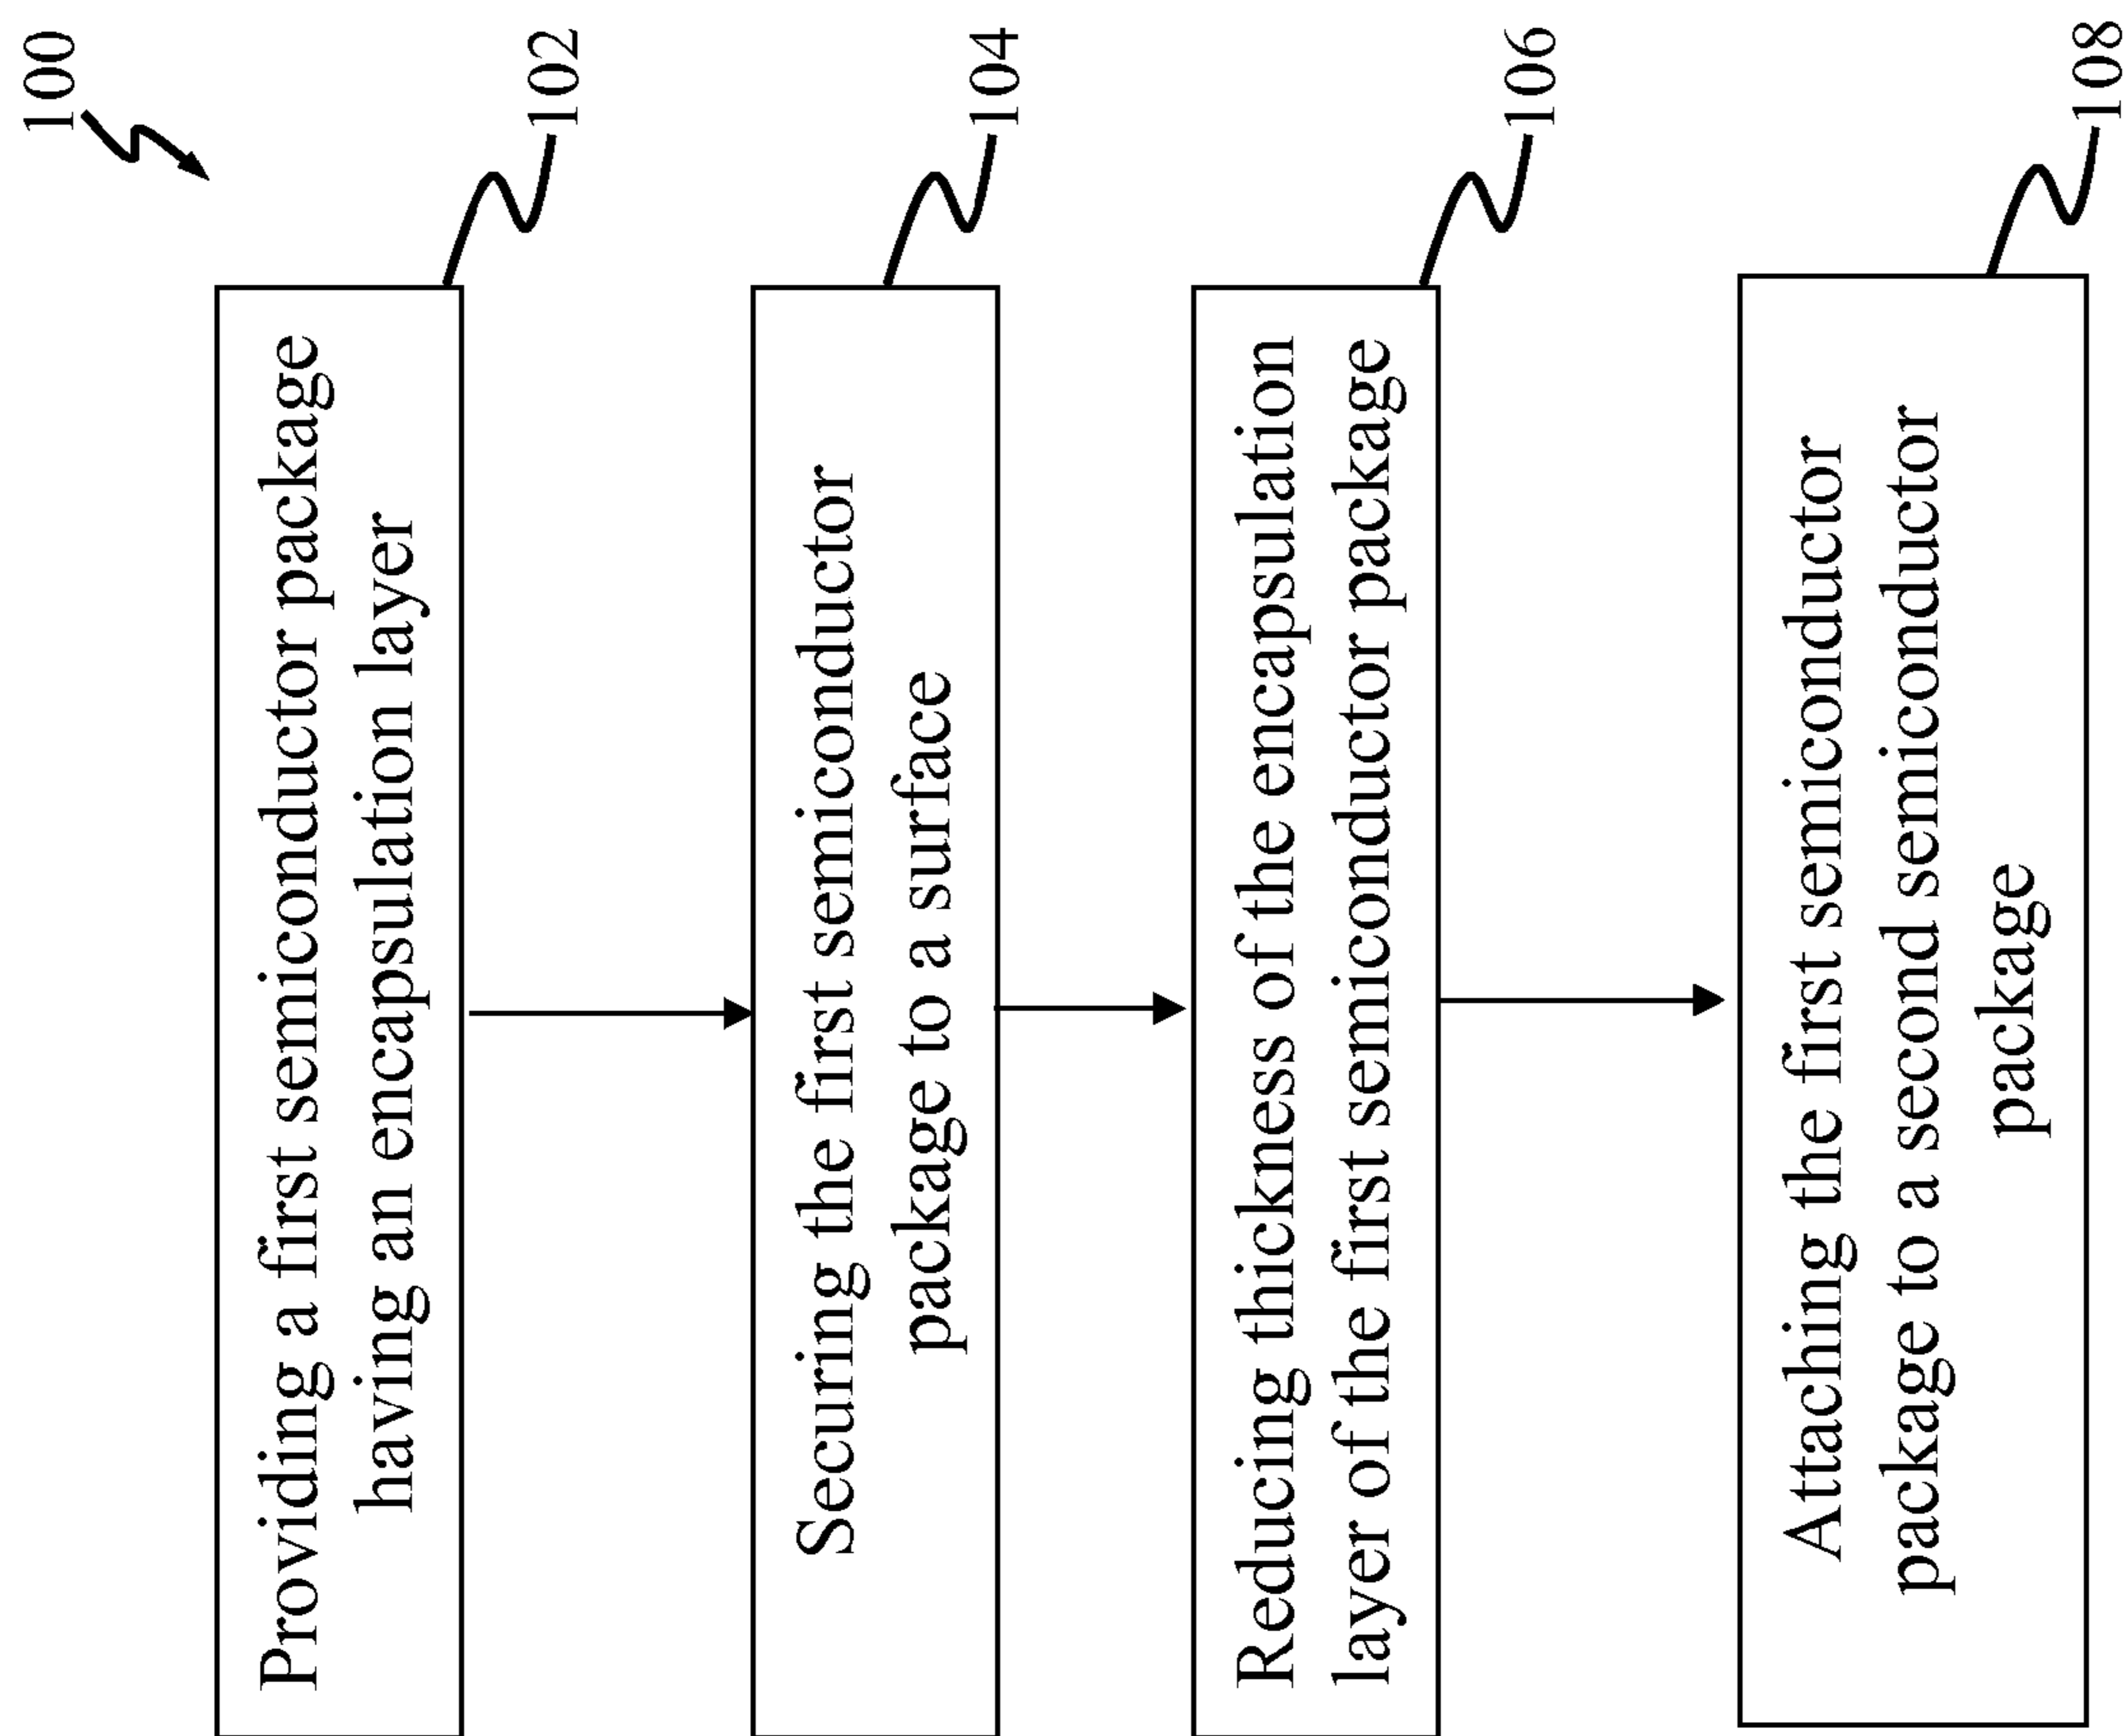 100
Providing a first semiconductor package
having an encapsulation layer
102
Securing the first semiconductor
package to a surface
104
Reducing thickness of the encapsulation
layer of the first semiconductor package
106
Attaching the first semiconductor
package to a second semiconductor
package
108